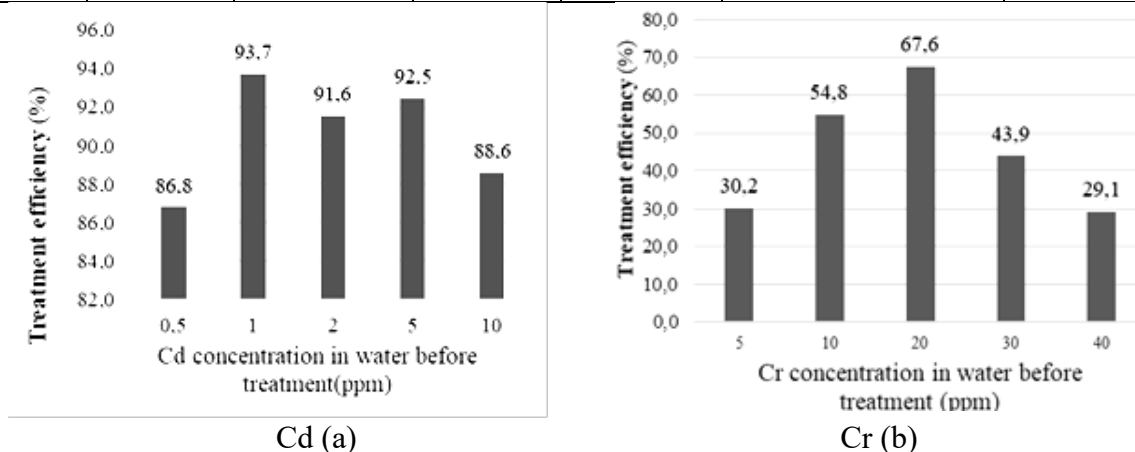 96.0
94.0
92.0
90.0
88.0
86.0
84.0
82.0
Treatment efficiency (%)
86.8
93.7
91.6
92.5
88.6
0.5 1 2 5 10
Cd concentration in water before
treatment(ppm)
Cd (a)
80,0
70,0
60,0
50,0
40,0
30,0
20,0
10,0
0,0
Treatment efficiency (%)
30,2
54,8
67,6
43,9
29,1
5 10 20 30 40
Cr concentration in water before
treatment (ppm)
Cr (b)